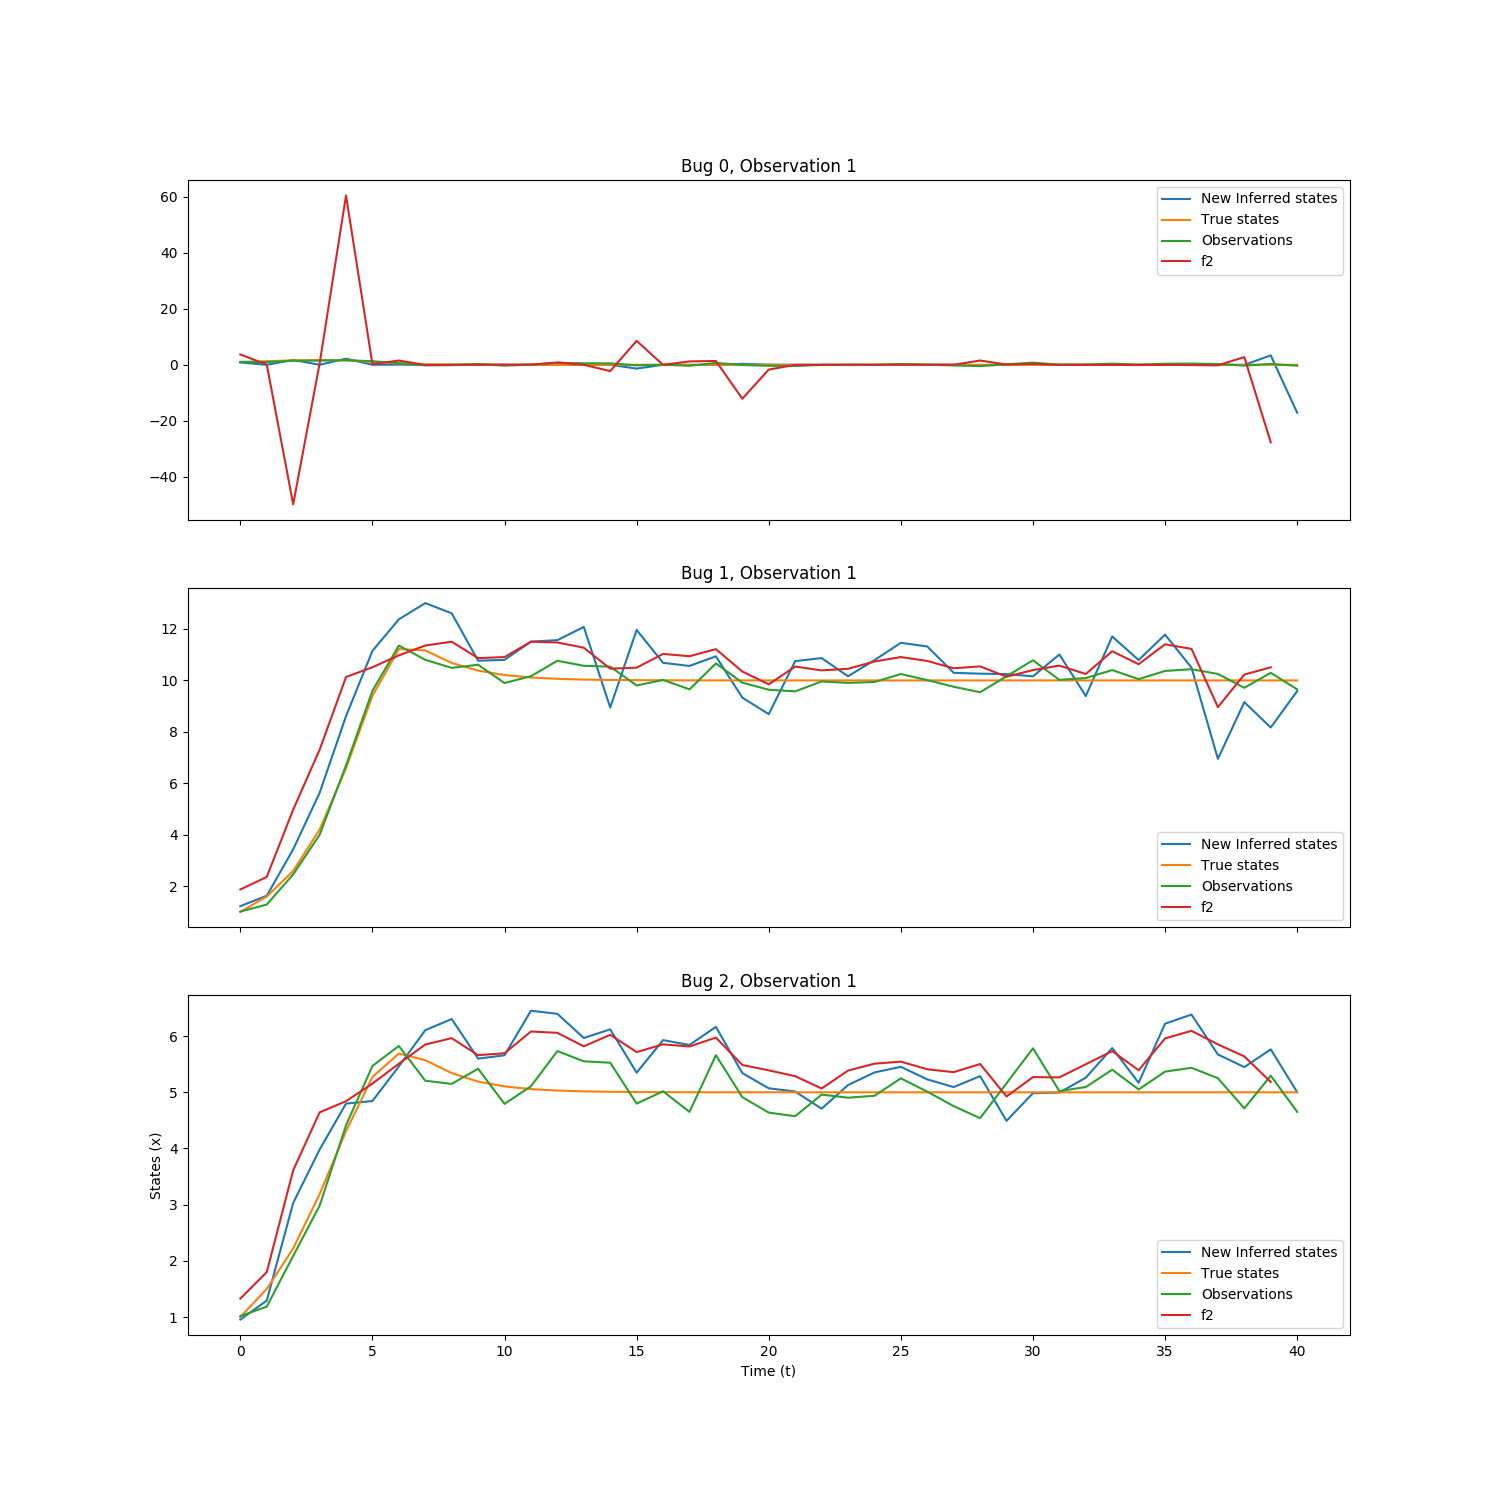 Bug 0, Observation 1
60
40
20
0
−20
−40
New Inferred states
True states
Observations
f2
Bug 1, Observation 1
12
10
8
6
4
2
New Inferred states
True states
Observations
f2
Bug 2, Observation 1
6
5
4
3
2
1
States (x)
New Inferred states
True states
Observations
f2
0 5 10 15 20 25 30 35 40
Time (t)